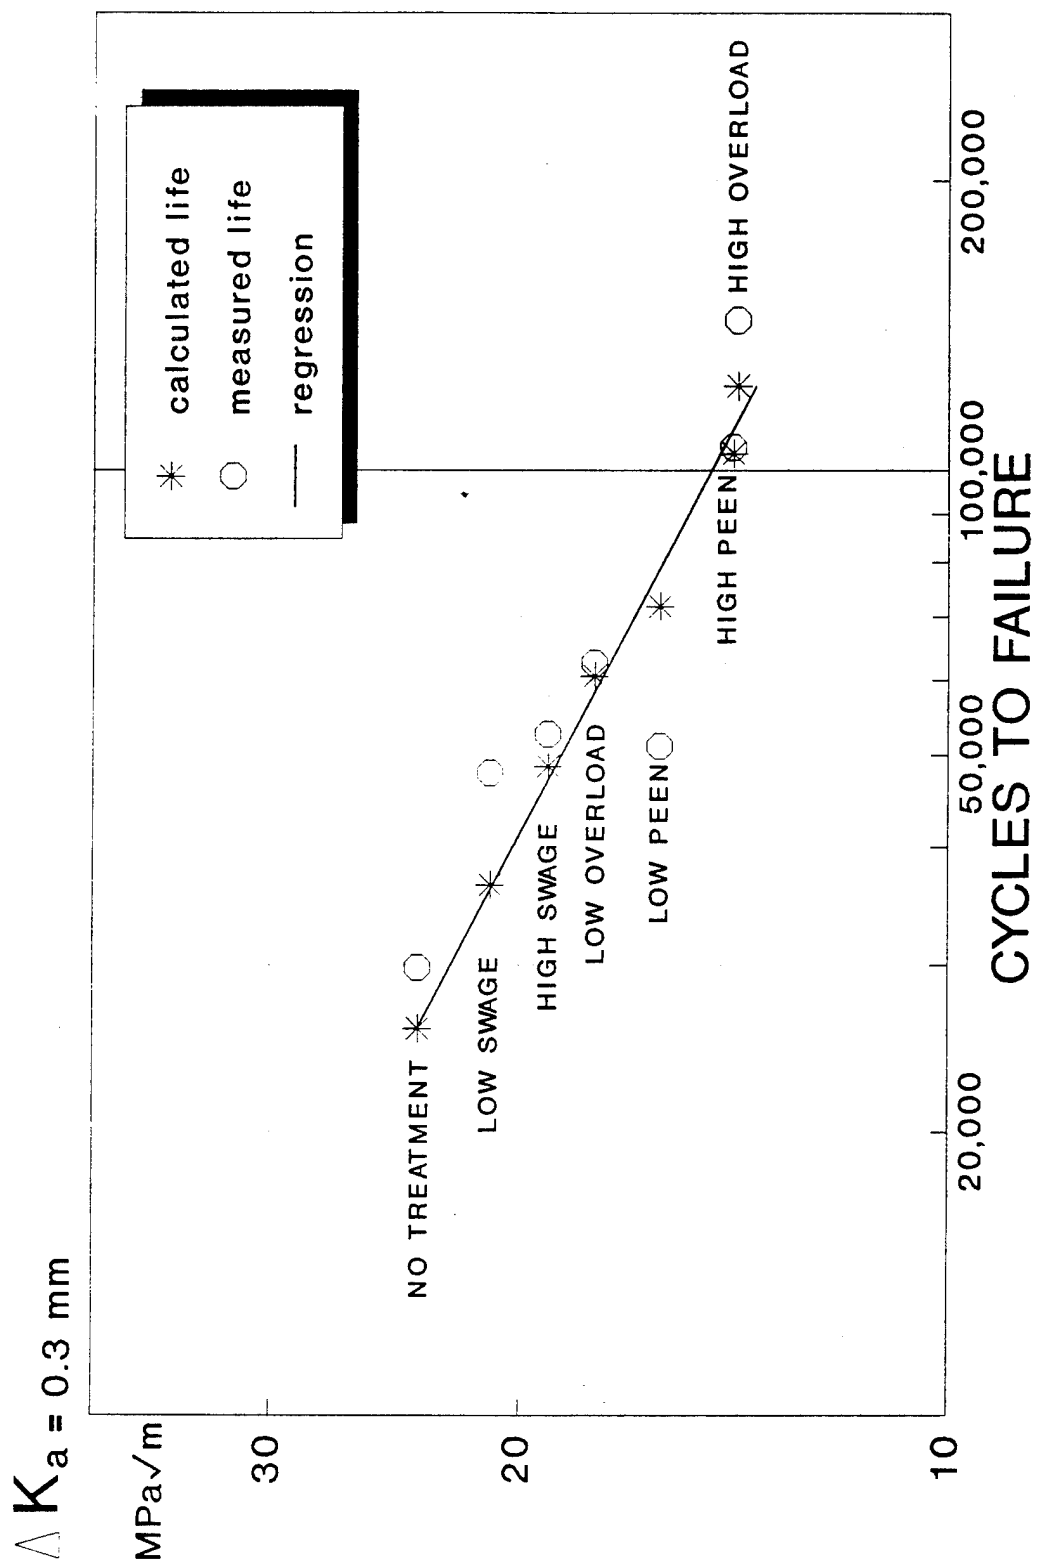 △ Ka = 0.3 mm
MPa√m
30
20
10
calculated life
measured life
regression
NO TREATMENT
LOW SWAGE
HIGH SWAGE
LOW OVERLOAD
LOW PEEN
HIGH PEEN
HIGH OVERLOAD
20,000
50,000
100,000
200,000
CYCLES TO FAILURE